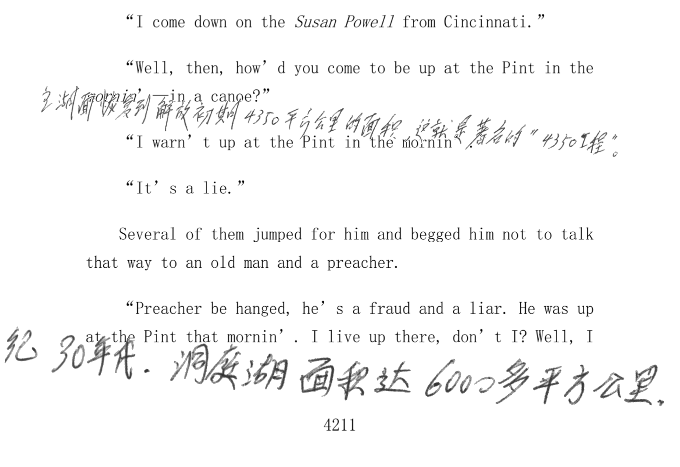 “I come down on the Susan Powell from Cincinnati.”
“Well, then, how’d you come to be up at the Pint in the
mornin’—in a canoe?”
主湖面恢复到解放初期4350平方公里的面积，这就是著名的“4350工程”。
“I warn’t up at the Pint in the mornin’.”
“It’s a lie.”
Several of them jumped for him and begged him not to talk
that way to an old man and a preacher.
“Preacher be hanged, he’s a fraud and a liar. He was up
at the Pint that mornin’. I live up there, don’t I? Well, I
纪30年代．洞庭湖面积达6000多平方公里.
4211